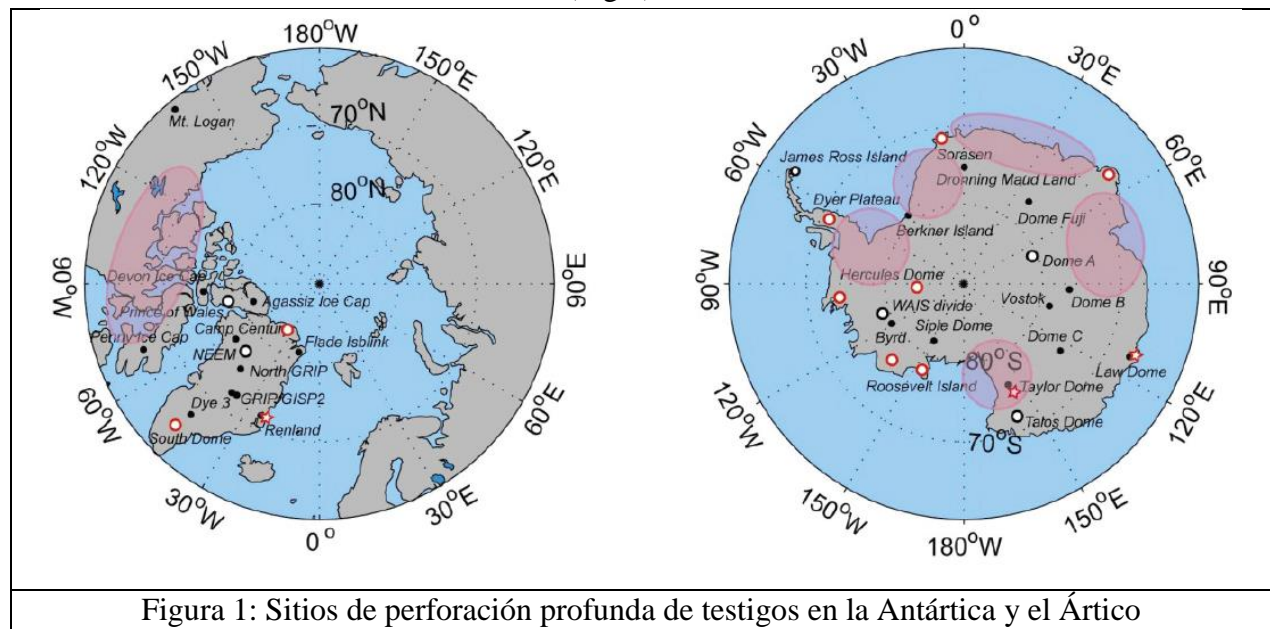 180°W
150°W
150°E
Mt. Logan
70°N
120°W
120°E
80°N
Devon Ice Cap
90°W
90°E
Prince of Wales
Agassiz Ice Cap
Camp Century
Penny Ice Cap
NEEM
Flade Isblink
North GRIP
GRIP/GISP2
Dye 3
Renland
South Dome
60°W
60°E
30°W
30°E
0°
0°
30°W
30°E
60°W
60°E
James Ross Island
Sorasen
Dronning Maud Land
Dyer Plateau
Dome Fuji
Berkner Island
Dome A
Hercules Dome
90°W
90°E
WAIS divide
Vostok
Dome B
Byrd
Siple Dome
Dome C
80°S
Law Dome
Roosevelt Island
Taylor Dome
Talos Dome
120°W
120°E
70°S
150°W
150°E
180°W
Figura 1: Sitios de perforación profunda de testigos en la Antártica y el Ártico